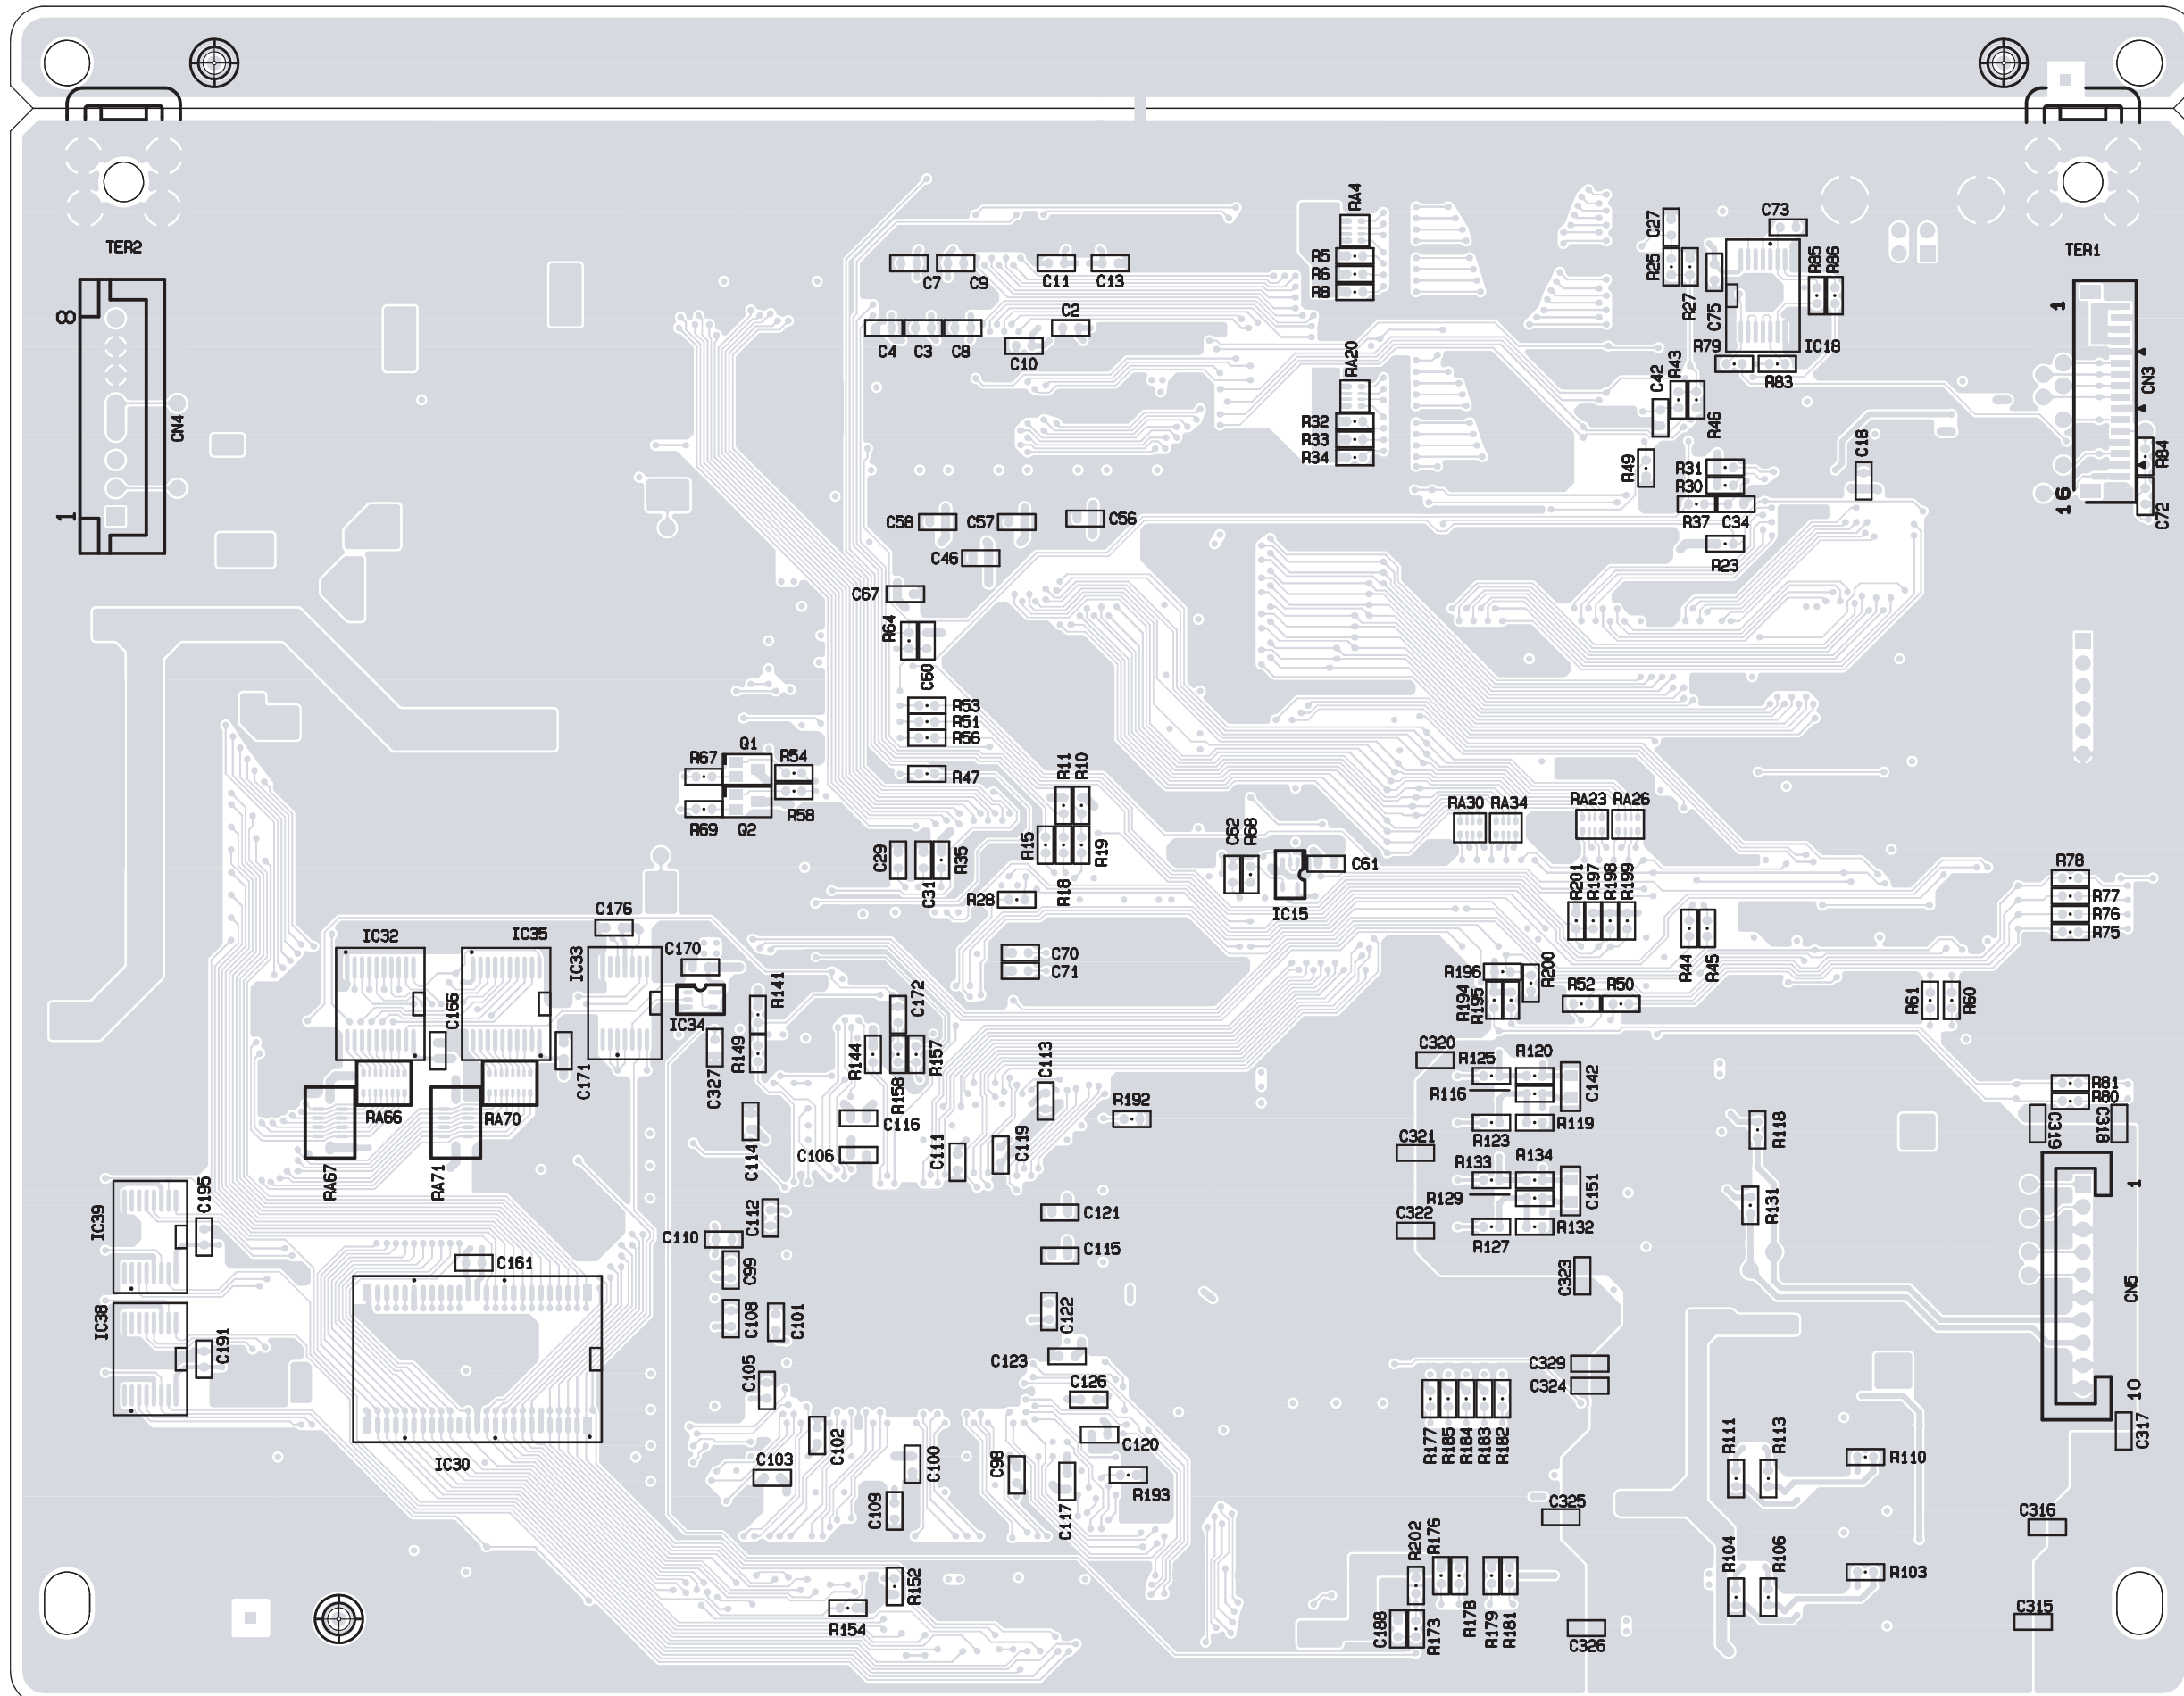 TER2
TER1
RA4
C27
C73
R5
R6
R8
R25
R27
C75
R85
R86
C7
C9
C11
C13
C2
C4
C3
C8
C10
8
CN4
1
1
CN3
16
R84
C72
RA20
R79
IC18
R83
C42
R43
R46
R32
R33
R34
R49
R31
R30
C18
R37
C34
R23
C58
C57
C56
C46
C67
R64
C60
R53
R51
R56
R47
Q1
R67
R54
R58
R69
Q2
R11
R10
R15
R19
R18
C29
C31
R35
R28
C62
R68
C61
IC15
RA30
RA34
RA23
RA26
R201
R197
R198
R199
R78
R77
R76
R75
R44
R45
C176
IC32
IC35
IC33
C170
C70
C71
R196
R200
R194
R195
R52
R50
R61
R60
IC34
R141
C172
C166
C171
C327
R149
R144
R158
R157
C113
C320
R125
R120
R116
C142
R123
R119
R81
R80
C319
C318
RA66
RA70
RA67
RA71
C114
C116
C106
C111
C119
R192
C321
R133
R134
R129
C151
C322
R127
R132
R118
R131
1
CN5
10
IC39
C195
C161
C110
C112
C99
C121
C115
C323
IC38
C191
C108
C101
C122
C123
C126
C105
C329
C324
IC30
C103
C102
C100
C109
C98
C117
C120
R193
R177
R185
R184
R183
R182
R111
R113
R110
C317
C325
C316
R202
R176
R104
R106
R103
R152
R154
C188
R173
R178
R179
R181
C326
C315